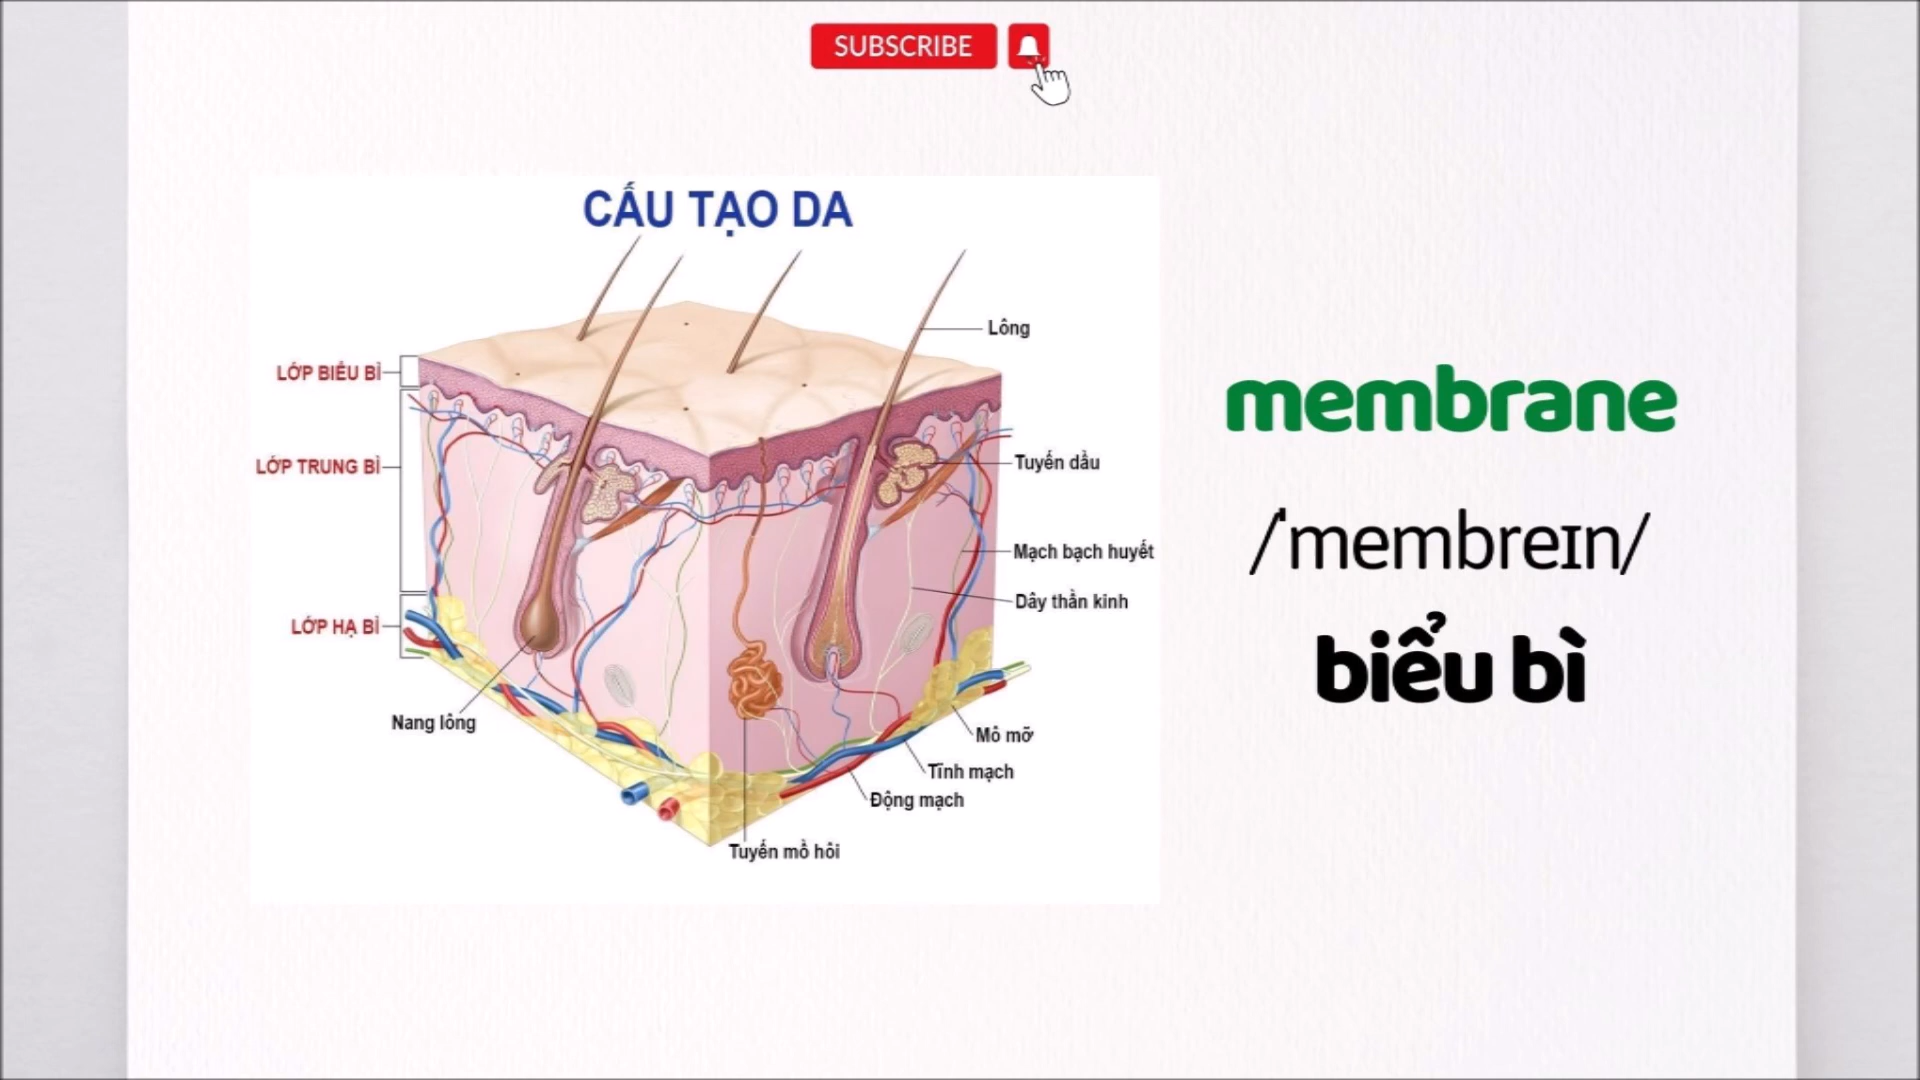 SUBSCRIBE
CẤU TẠO DA
Lông
LỚP BIỂU BÌ
LỚP TRUNG BÌ
Tuyến dầu
Mạch bạch huyết
Dây thần kinh
LỚP HẠ BÌ
Nang lông
Mô mỡ
Tĩnh mạch
Động mạch
Tuyến mồ hôi
membrane
/ˈmembreɪn/
biểu bì